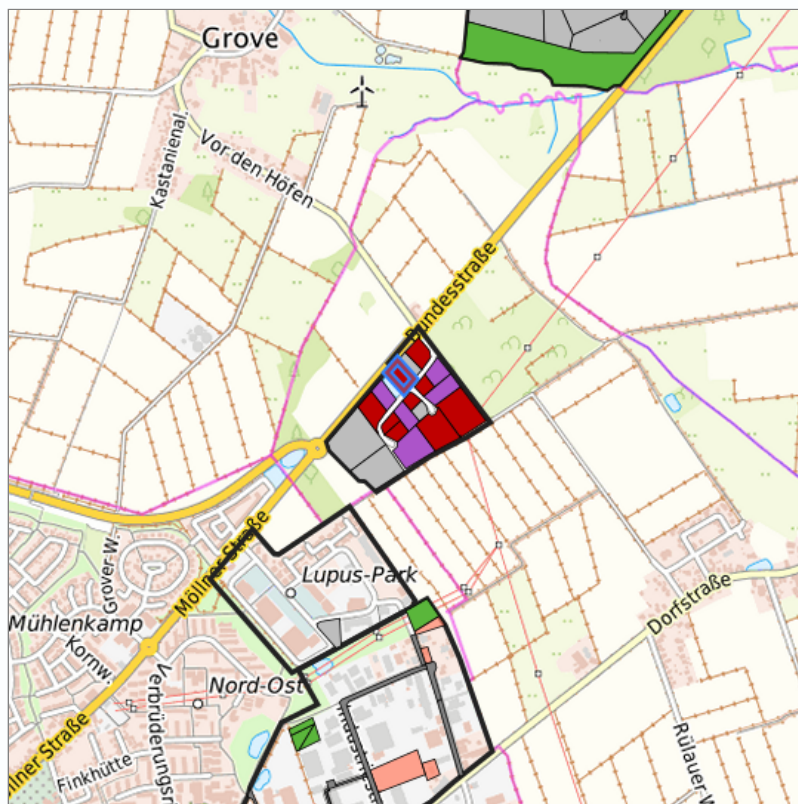 Grove
Kastanienal.
Vor den Höfen
Bundesstraße
Möllner Straße
Lupus-Park
Grover W.
Mühlenkamp
Kornw.
Nord-Ost
Verbrüderungsr
Dorfstraße
Rülauer W
Industriestr
Finkhütte
llner Straße